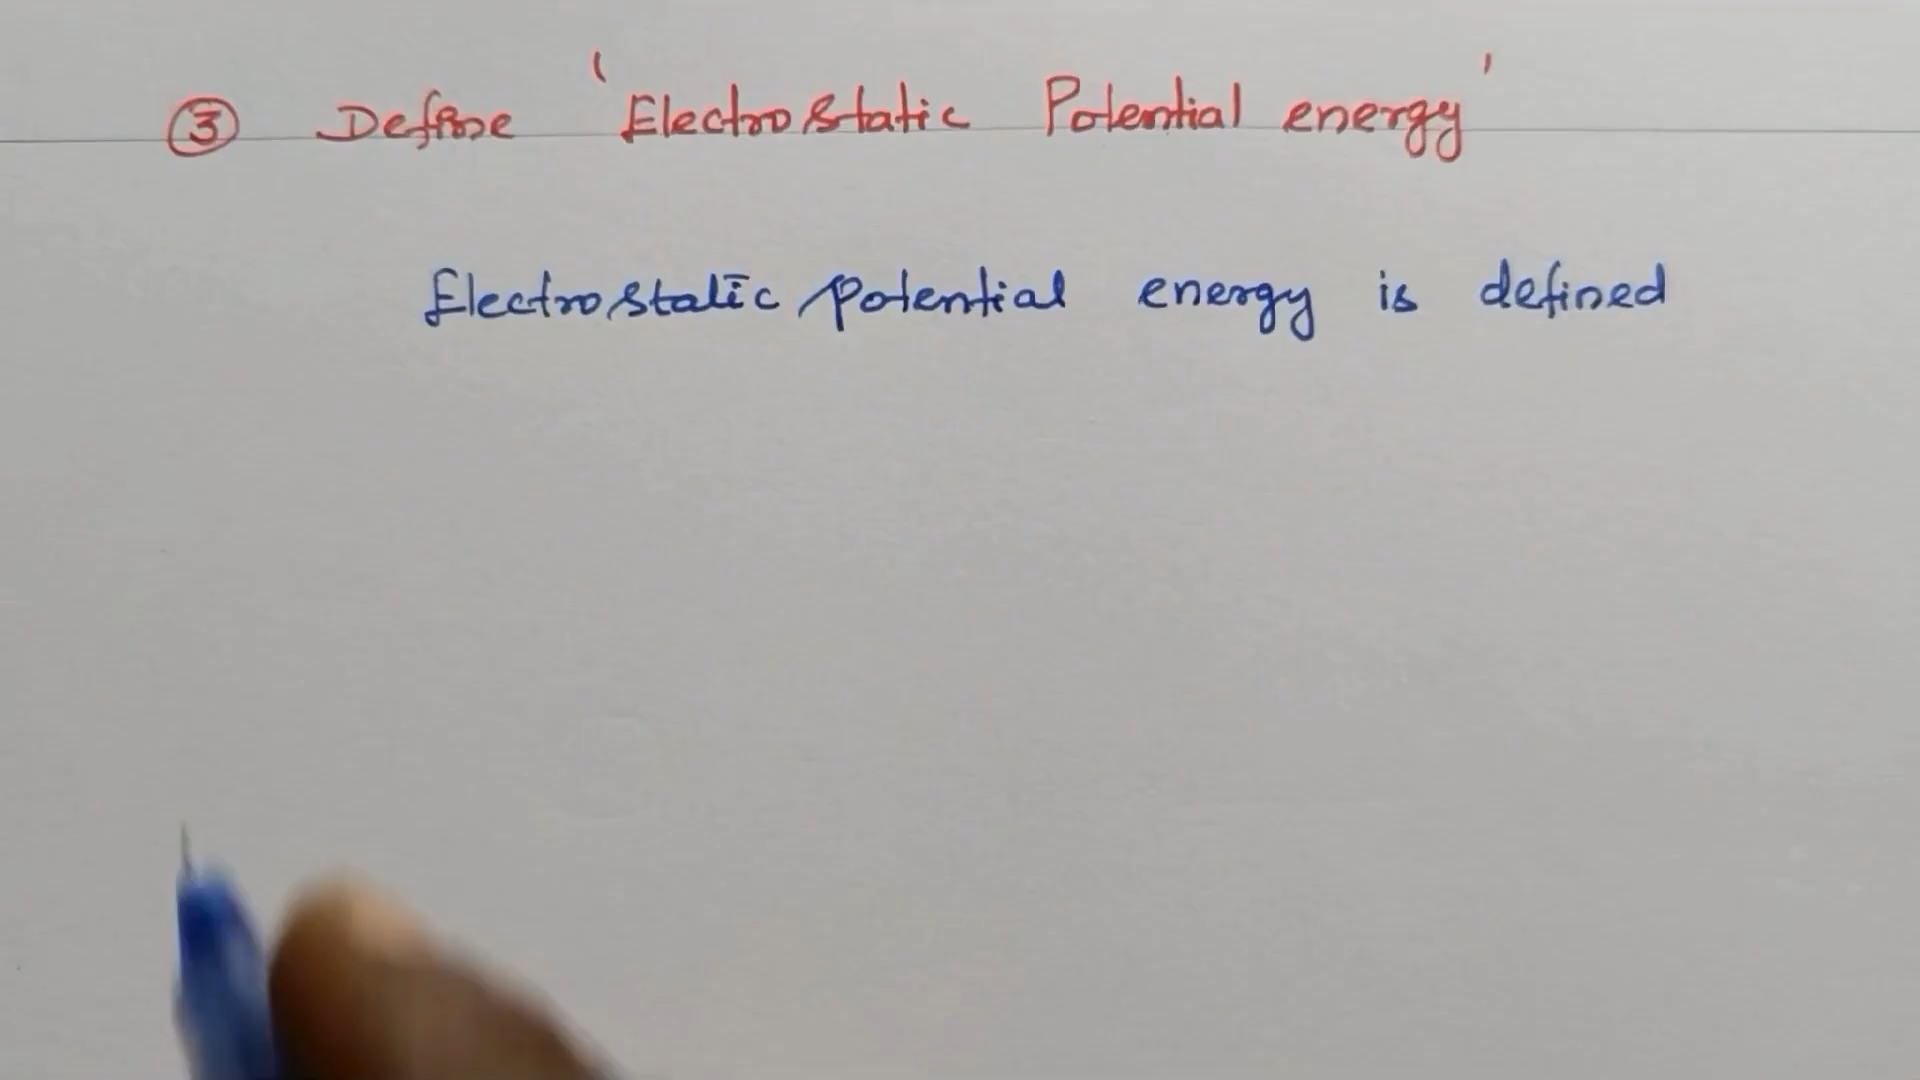 ③ Define 'Electrostatic Potential energy'
Electrostatic potential energy is defined